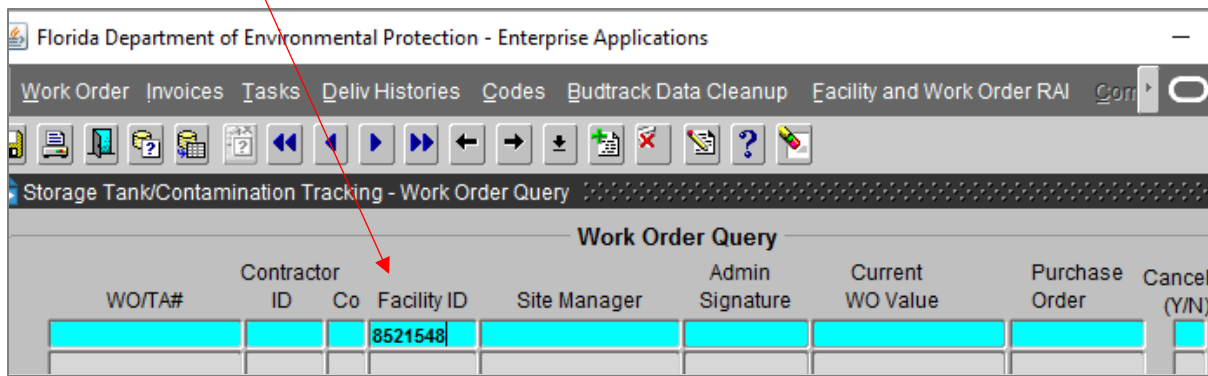 Florida Department of Environmental Protection - Enterprise Applications
Work Order Invoices Tasks Deliv Histories Codes Budtrack Data Cleanup Facility and Work Order RAI
Storage Tank/Contamination Tracking - Work Order Query
Work Order Query
Contractor Admin Current Purchase Cancel
WO/TA# ID Co Facility ID Site Manager Signature WO Value Order (Y/N)
8521548